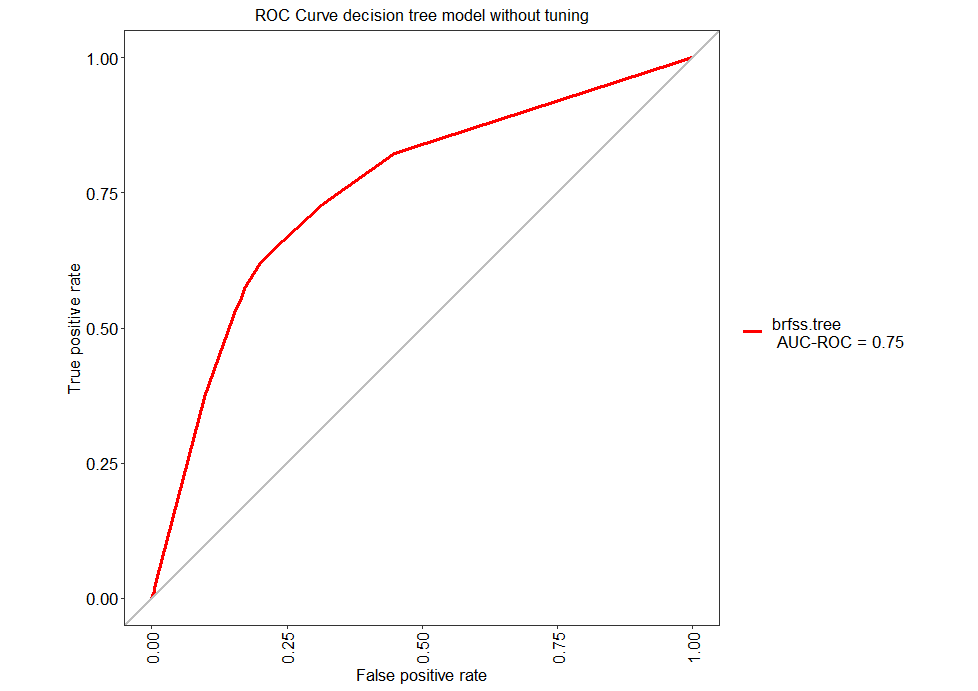 ROC Curve decision tree model without tuning
True positive rate
1.00
0.75
0.50
0.25
0.00
0.00
0.25
0.50
0.75
1.00
False positive rate
brfss.tree
AUC-ROC = 0.75